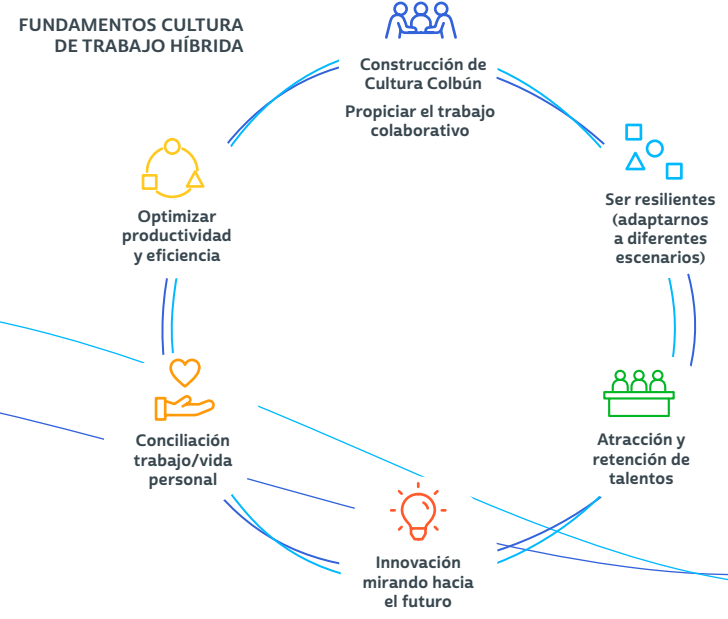 FUNDAMENTOS CULTURA
DE TRABAJO HÍBRIDA
Construcción de
Cultura Colbún
Propiciar el trabajo
colaborativo
Ser resilientes
(adaptarnos
a diferentes
escenarios)
Atracción y
retención de
talentos
Innovación
mirando hacia
el futuro
Conciliación
trabajo/vida
personal
Optimizar
productividad
y eficiencia